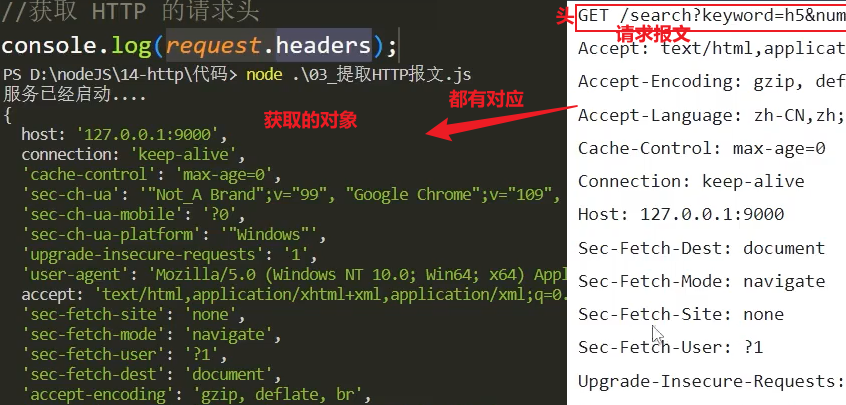 //获取 HTTP 的请求头
console.log(request.headers);
PS D:\nodeJS\14-http\代码> node .\03_提取HTTP报文.js
服务已经启动....
{
host: '127.0.0.1:9000',
connection: 'keep-alive',
'cache-control': 'max-age=0',
'sec-ch-ua': '"Not_A Brand";v="99", "Google Chrome";v="109",
'sec-ch-ua-mobile': '?0',
'sec-ch-ua-platform': '"Windows"',
'upgrade-insecure-requests': '1',
'user-agent': 'Mozilla/5.0 (Windows NT 10.0; Win64; x64) Appl
accept: 'text/html,application/xhtml+xml,application/xml;q=0.
'sec-fetch-site': 'none',
'sec-fetch-mode': 'navigate',
'sec-fetch-user': '?1',
'sec-fetch-dest': 'document',
'accept-encoding': 'gzip, deflate, br',
获取的对象
都有对应
头
GET /search?keyword=h5&num
请求报文
Accept: text/html,applicat
Accept-Encoding: gzip, def
Accept-Language: zh-CN,zh;
Cache-Control: max-age=0
Connection: keep-alive
Host: 127.0.0.1:9000
Sec-Fetch-Dest: document
Sec-Fetch-Mode: navigate
Sec-Fetch-Site: none
Sec-Fetch-User: ?1
Upgrade-Insecure-Requests: